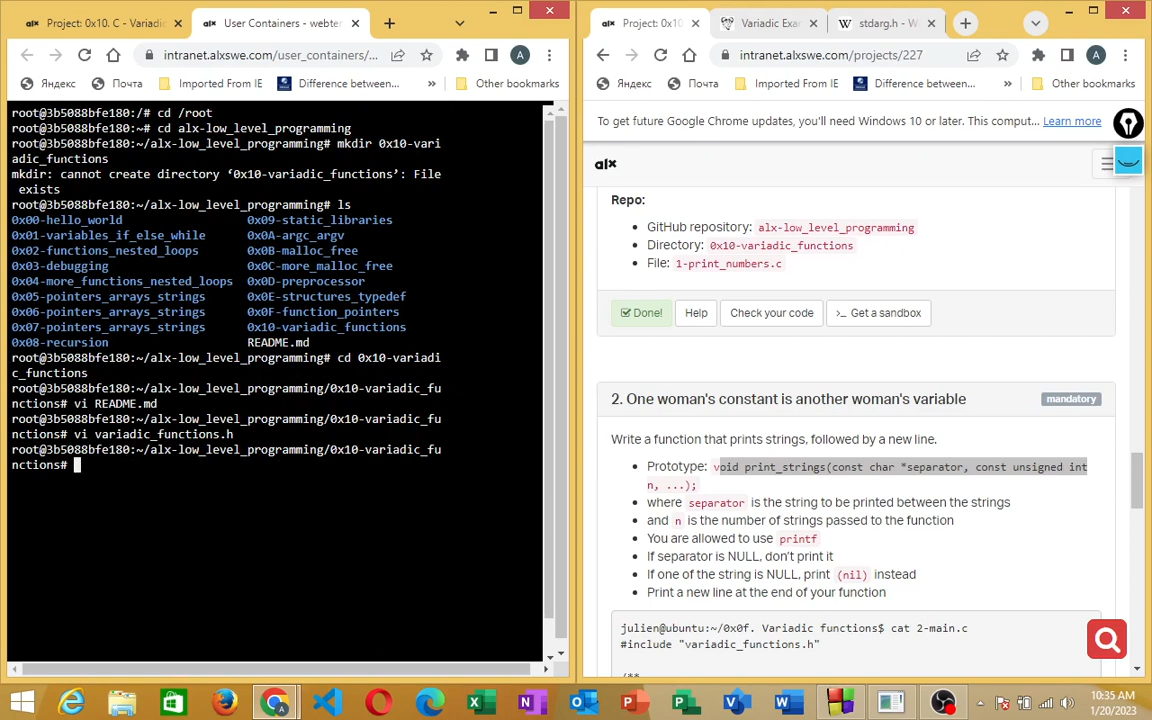 Project: 0x10. C - Variadic
User Containers - webter
intranet.alxswe.com/user_containers/...
Яндекс
Почта
Imported From IE
Difference between...
»
Other bookmarks
root@3b5088bfe180:/# cd /root
root@3b5088bfe180:~# cd alx-low_level_programming
root@3b5088bfe180:~/alx-low_level_programming# mkdir 0x10-vari
adic_functions
mkdir: cannot create directory ‘0x10-variadic_functions’: File
exists
root@3b5088bfe180:~/alx-low_level_programming# ls
0x00-hello_world 0x09-static_libraries
0x01-variables_if_else_while 0x0A-argc_argv
0x02-functions_nested_loops 0x0B-malloc_free
0x03-debugging 0x0C-more_malloc_free
0x04-more_functions_nested_loops 0x0D-preprocessor
0x05-pointers_arrays_strings 0x0E-structures_typedef
0x06-pointers_arrays_strings 0x0F-function_pointers
0x07-pointers_arrays_strings 0x10-variadic_functions
0x08-recursion README.md
root@3b5088bfe180:~/alx-low_level_programming# cd 0x10-variadi
c_functions
root@3b5088bfe180:~/alx-low_level_programming/0x10-variadic_fu
nctions# vi README.md
root@3b5088bfe180:~/alx-low_level_programming/0x10-variadic_fu
nctions# vi variadic_functions.h
root@3b5088bfe180:~/alx-low_level_programming/0x10-variadic_fu
nctions#
Project: 0x10
Variadic Exa
stdarg.h - W
intranet.alxswe.com/projects/227
Яндекс
Почта
Imported From IE
Difference between...
»
Other bookmarks
To get future Google Chrome updates, you'll need Windows 10 or later. This comput... Learn more
alx
Repo:
GitHub repository: alx-low_level_programming
Directory: 0x10-variadic_functions
File: 1-print_numbers.c
Done! Help Check your code >_ Get a sandbox
2. One woman's constant is another woman's variable mandatory
Write a function that prints strings, followed by a new line.
Prototype: void print_strings(const char *separator, const unsigned int
n, ...);
where separator is the string to be printed between the strings
and n is the number of strings passed to the function
You are allowed to use printf
If separator is NULL, don't print it
If one of the string is NULL, print (nil) instead
Print a new line at the end of your function
julien@ubuntu:~/0x0f. Variadic functions$ cat 2-main.c
#include "variadic_functions.h"
/**
10:35 AM
1/20/2023